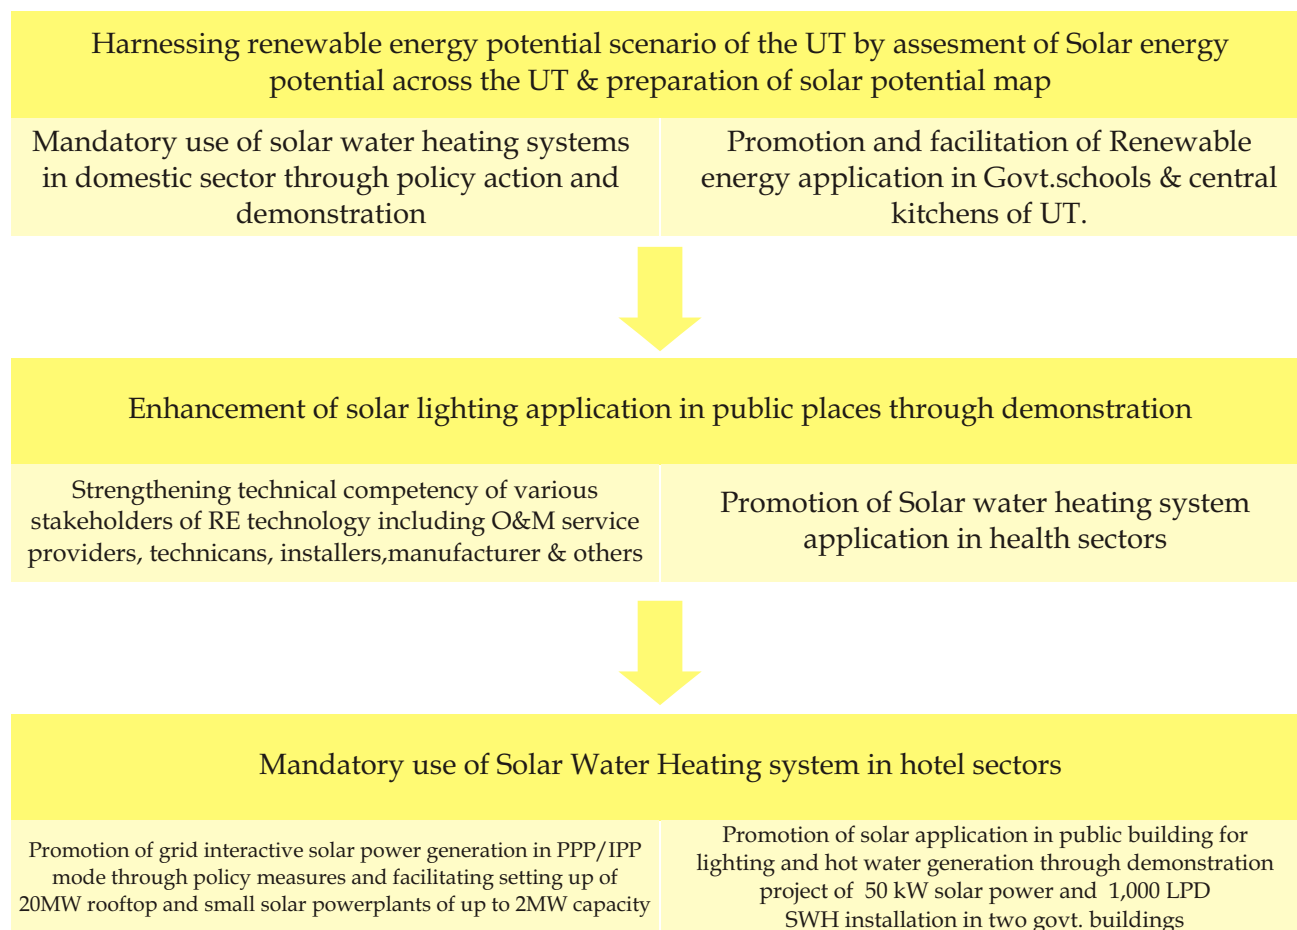 Harnessing renewable energy potential scenario of the UT by assesment of Solar energy
potential across the UT & preparation of solar potential map
Mandatory use of solar water heating systems
in domestic sector through policy action and
demonstration
Promotion and facilitation of Renewable
energy application in Govt.schools & central
kitchens of UT.
Enhancement of solar lighting application in public places through demonstration
Strengthening technical competency of various
stakeholders of RE technology including O&M service
providers, technicans, installers,manufacturer & others
Promotion of Solar water heating system
application in health sectors
Mandatory use of Solar Water Heating system in hotel sectors
Promotion of grid interactive solar power generation in PPP/IPP
mode through policy measures and facilitating setting up of
20MW rooftop and small solar powerplants of up to 2MW capacity
Promotion of solar application in public building for
lighting and hot water generation through demonstration
project of 50 kW solar power and 1,000 LPD
SWH installation in two govt. buildings